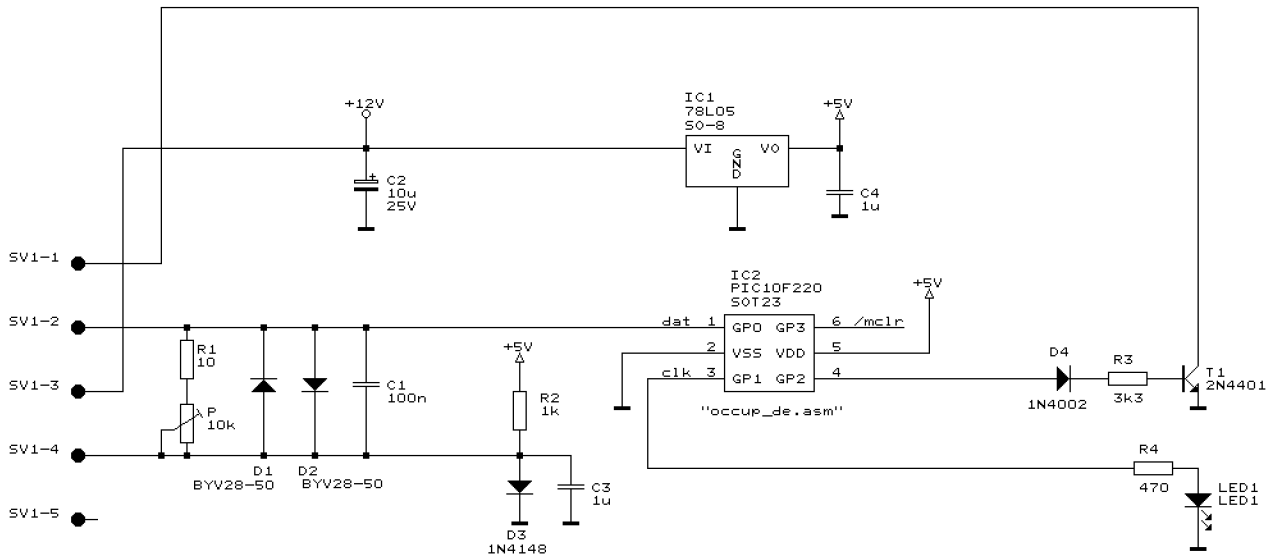 +12V
IC1
78L05
SO-8
+5V
VI
GND
VO
C2
10u
25V
C4
1u
SV1-1
IC2
PIC10F220
SOT23
+5V
SV1-2
dat
1
GP0
GP3
6
/mclr
2
VSS
VDD
5
clk
3
GP1
GP2
4
"occup_de.asm"
R1
10
P
10k
C1
100n
+5V
R2
1k
D4
1N4002
R3
3k3
T1
2N4401
SV1-3
SV1-4
D1
BYV28-50
D2
BYV28-50
C3
1u
R4
470
LED1
LED1
SV1-5
D3
1N4148
+